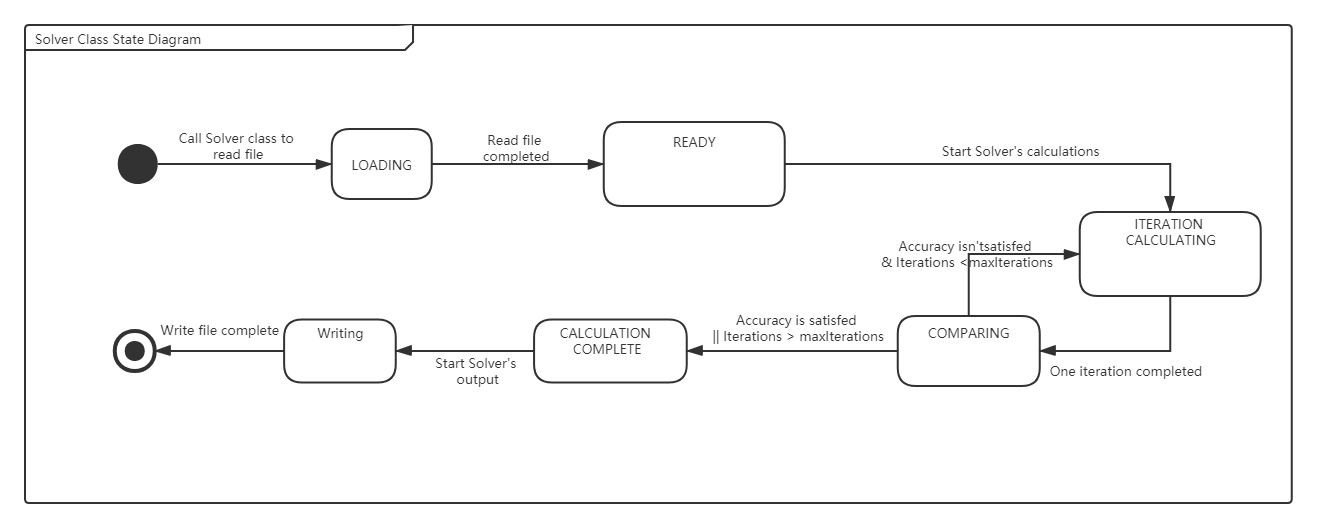 Solver Class State Diagram
Call Solver class to
read file
LOADING
Read file
completed
READY
Start Solver's calculations
ITERATION
CALCULATING
Accuracy isn'tsatisfed
& Iterations <maxIterations
One iteration completed
COMPARING
Accuracy is satisfed
|| Iterations > maxIterations
CALCULATION
COMPLETE
Start Solver's
output
Writing
Write file complete